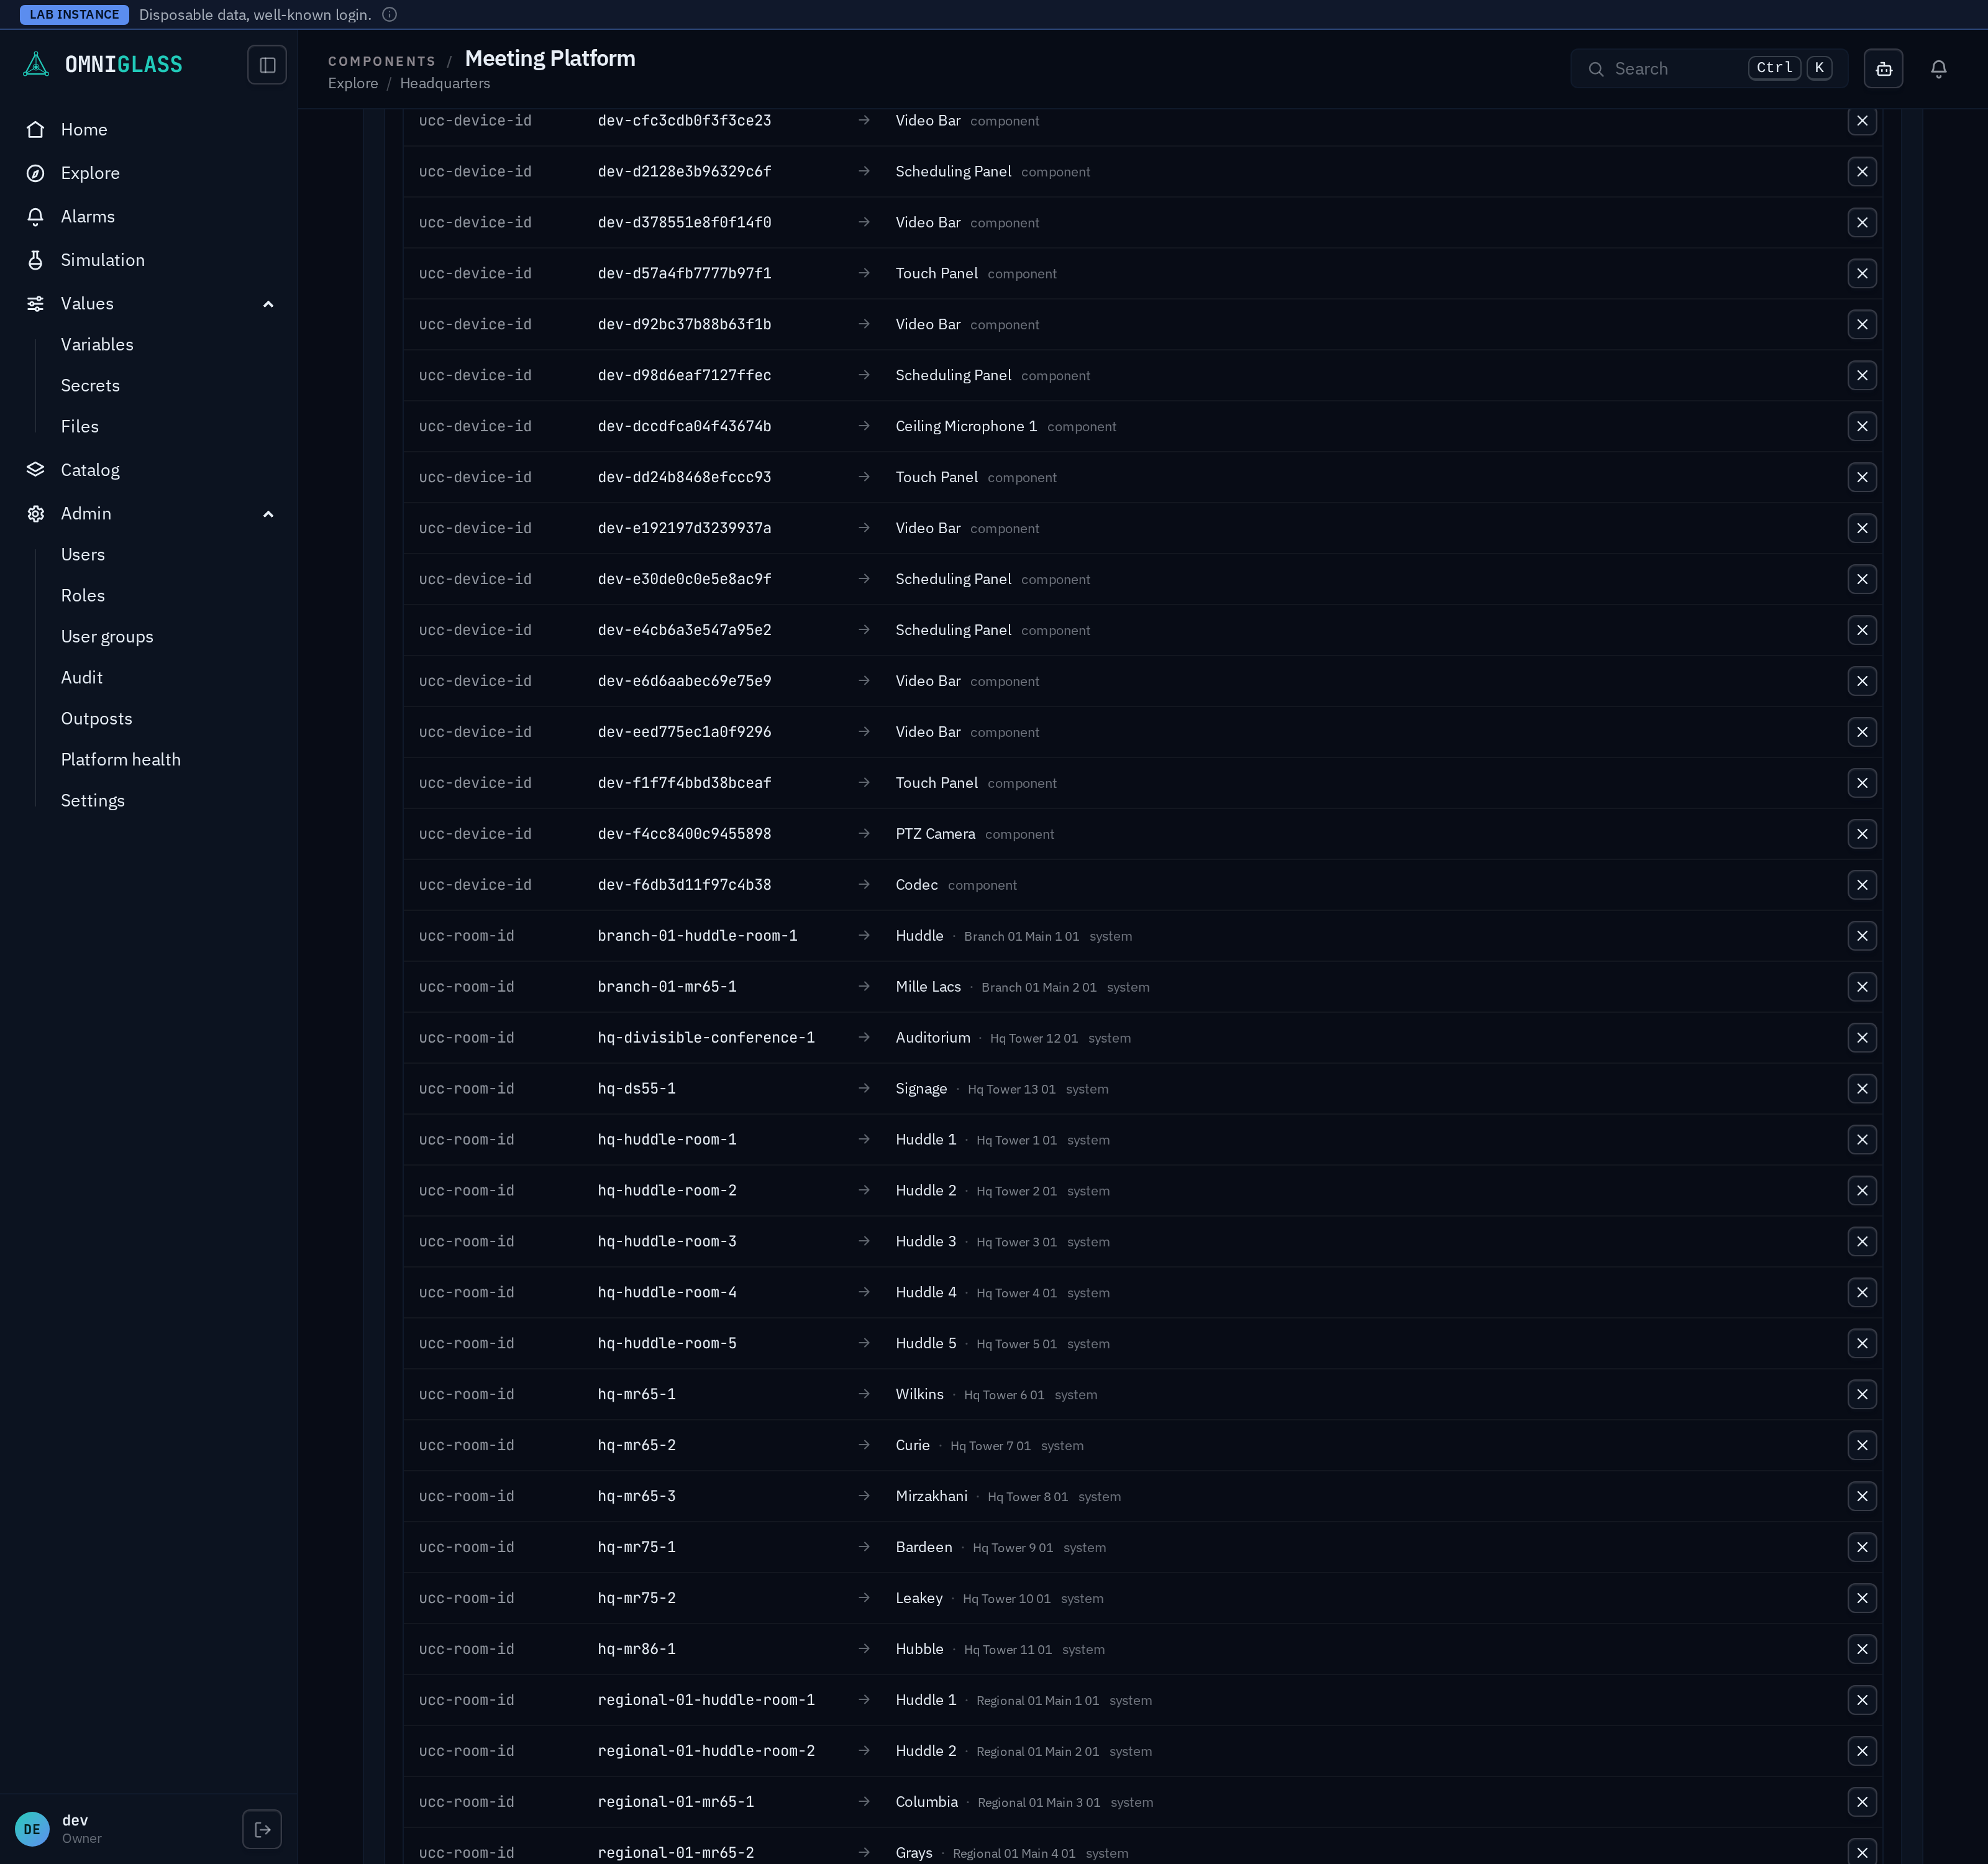 LAB INSTANCE Disposable data, well-known login.
OMNIGLASS
COMPONENTS / Meeting Platform
Explore / Headquarters
Search Ctrl K
Home
Explore
Alarms
Simulation
Values
Variables
Secrets
Files
Catalog
Admin
Users
Roles
User groups
Audit
Outposts
Platform health
Settings
DE dev
Owner
ucc-device-id dev-cfc3cdb0f3f3ce23 → Video Bar component
ucc-device-id dev-d2128e3b96329c6f → Scheduling Panel component
ucc-device-id dev-d378551e8f0f14f0 → Video Bar component
ucc-device-id dev-d57a4fb7777b97f1 → Touch Panel component
ucc-device-id dev-d92bc37b88b63f1b → Video Bar component
ucc-device-id dev-d98d6eaf7127ffec → Scheduling Panel component
ucc-device-id dev-dccdfca04f43674b → Ceiling Microphone 1 component
ucc-device-id dev-dd24b8468efccc93 → Touch Panel component
ucc-device-id dev-e192197d3239937a → Video Bar component
ucc-device-id dev-e30de0c0e5e8ac9f → Scheduling Panel component
ucc-device-id dev-e4cb6a3e547a95e2 → Scheduling Panel component
ucc-device-id dev-e6d6aabec69e75e9 → Video Bar component
ucc-device-id dev-eed775ec1a0f9296 → Video Bar component
ucc-device-id dev-f1f7f4bbd38bceaf → Touch Panel component
ucc-device-id dev-f4cc8400c9455898 → PTZ Camera component
ucc-device-id dev-f6db3d11f97c4b38 → Codec component
ucc-room-id branch-01-huddle-room-1 → Huddle · Branch 01 Main 1 01 system
ucc-room-id branch-01-mr65-1 → Mille Lacs · Branch 01 Main 2 01 system
ucc-room-id hq-divisible-conference-1 → Auditorium · Hq Tower 12 01 system
ucc-room-id hq-ds55-1 → Signage · Hq Tower 13 01 system
ucc-room-id hq-huddle-room-1 → Huddle 1 · Hq Tower 1 01 system
ucc-room-id hq-huddle-room-2 → Huddle 2 · Hq Tower 2 01 system
ucc-room-id hq-huddle-room-3 → Huddle 3 · Hq Tower 3 01 system
ucc-room-id hq-huddle-room-4 → Huddle 4 · Hq Tower 4 01 system
ucc-room-id hq-huddle-room-5 → Huddle 5 · Hq Tower 5 01 system
ucc-room-id hq-mr65-1 → Wilkins · Hq Tower 6 01 system
ucc-room-id hq-mr65-2 → Curie · Hq Tower 7 01 system
ucc-room-id hq-mr65-3 → Mirzakhani · Hq Tower 8 01 system
ucc-room-id hq-mr75-1 → Bardeen · Hq Tower 9 01 system
ucc-room-id hq-mr75-2 → Leakey · Hq Tower 10 01 system
ucc-room-id hq-mr86-1 → Hubble · Hq Tower 11 01 system
ucc-room-id regional-01-huddle-room-1 → Huddle 1 · Regional 01 Main 1 01 system
ucc-room-id regional-01-huddle-room-2 → Huddle 2 · Regional 01 Main 2 01 system
ucc-room-id regional-01-mr65-1 → Columbia · Regional 01 Main 3 01 system
ucc-room-id regional-01-mr65-2 → Grays · Regional 01 Main 4 01 system